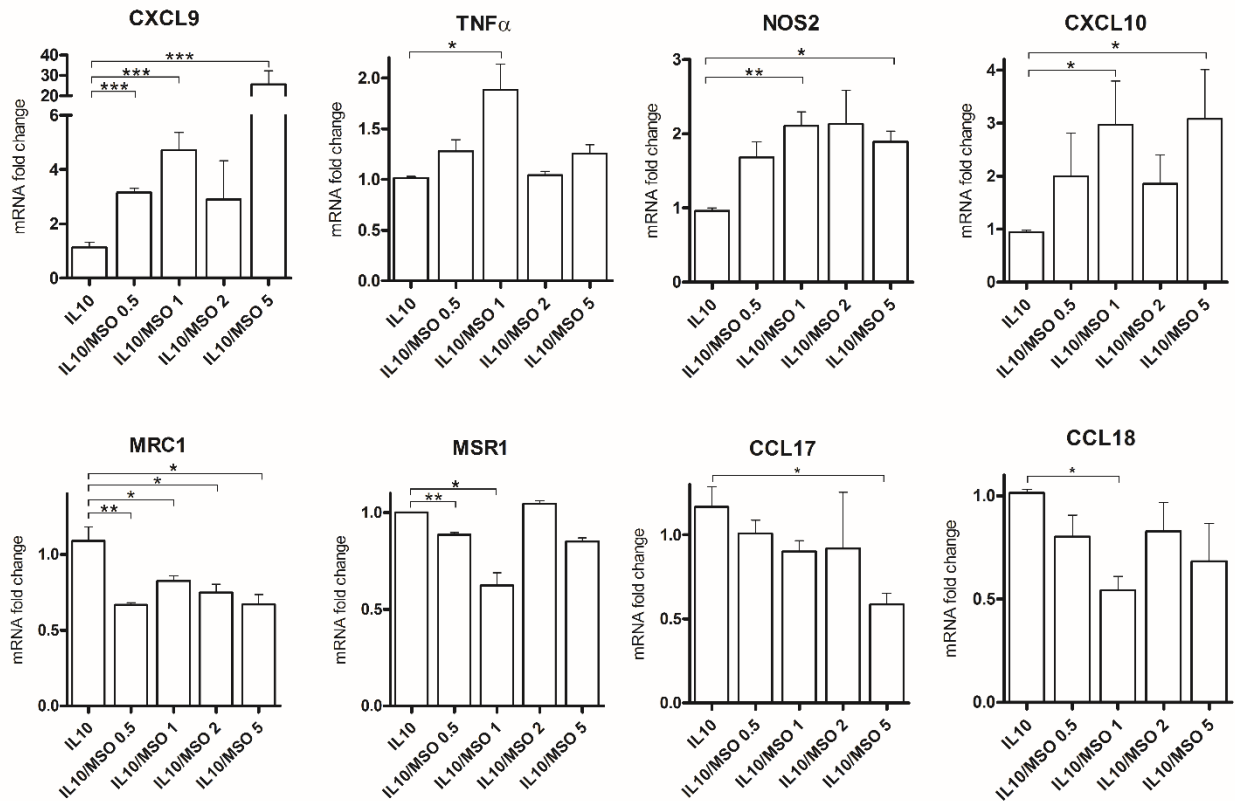 CXCL9
mRNA fold change
40
30
20
10
6
4
2
0
***
***
***
IL10
IL10/MSO 0.5
IL10/MSO 1
IL10/MSO 2
IL10/MSO 5
TNFα
mRNA fold change
2.0
1.5
1.0
0.5
0.0
*
IL10
IL10/MSO 0.5
IL10/MSO 1
IL10/MSO 2
IL10/MSO 5
NOS2
mRNA fold change
3
2
1
0
*
**
IL10
IL10/MSO 0.5
IL10/MSO 1
IL10/MSO 2
IL10/MSO 5
CXCL10
mRNA fold change
4
3
2
1
0
*
*
IL10
IL10/MSO 0.5
IL10/MSO 1
IL10/MSO 2
IL10/MSO 5
MRC1
mRNA fold change
1.0
0.5
0.0
*
*
*
**
IL10
IL10/MSO 0.5
IL10/MSO 1
IL10/MSO 2
IL10/MSO 5
MSR1
mRNA fold change
1.0
0.5
0.0
*
**
IL10
IL10/MSO 0.5
IL10/MSO 1
IL10/MSO 2
IL10/MSO 5
CCL17
mRNA fold change
1.0
0.5
0.0
*
IL10
IL10/MSO 0.5
IL10/MSO 1
IL10/MSO 2
IL10/MSO 5
CCL18
mRNA fold change
1.0
0.5
0.0
*
IL10
IL10/MSO 0.5
IL10/MSO 1
IL10/MSO 2
IL10/MSO 5